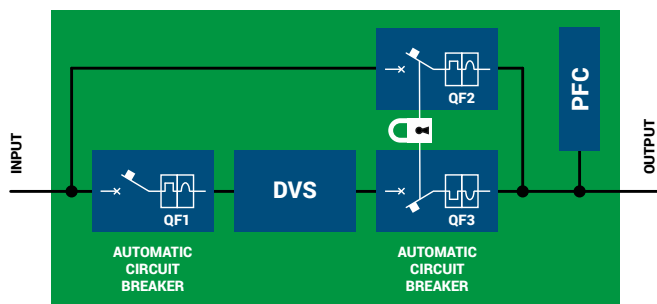 QF2
PFC
INPUT
OUTPUT
QF1
DVS
QF3
AUTOMATIC
CIRCUIT
BREAKER
AUTOMATIC
CIRCUIT
BREAKER